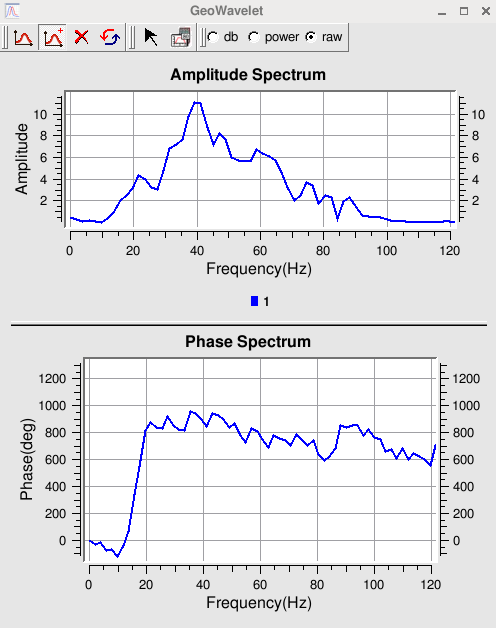 GeoWavelet
db power raw
Amplitude Spectrum
10 10
8 8
6 6
4 4
2 2
Amplitude
0 20 40 60 80 100 120
Frequency(Hz)
1
Phase Spectrum
1200 1200
1000 1000
800 800
600 600
400 400
200 200
0 0
Phase(deg)
0 20 40 60 80 100 120
Frequency(Hz)